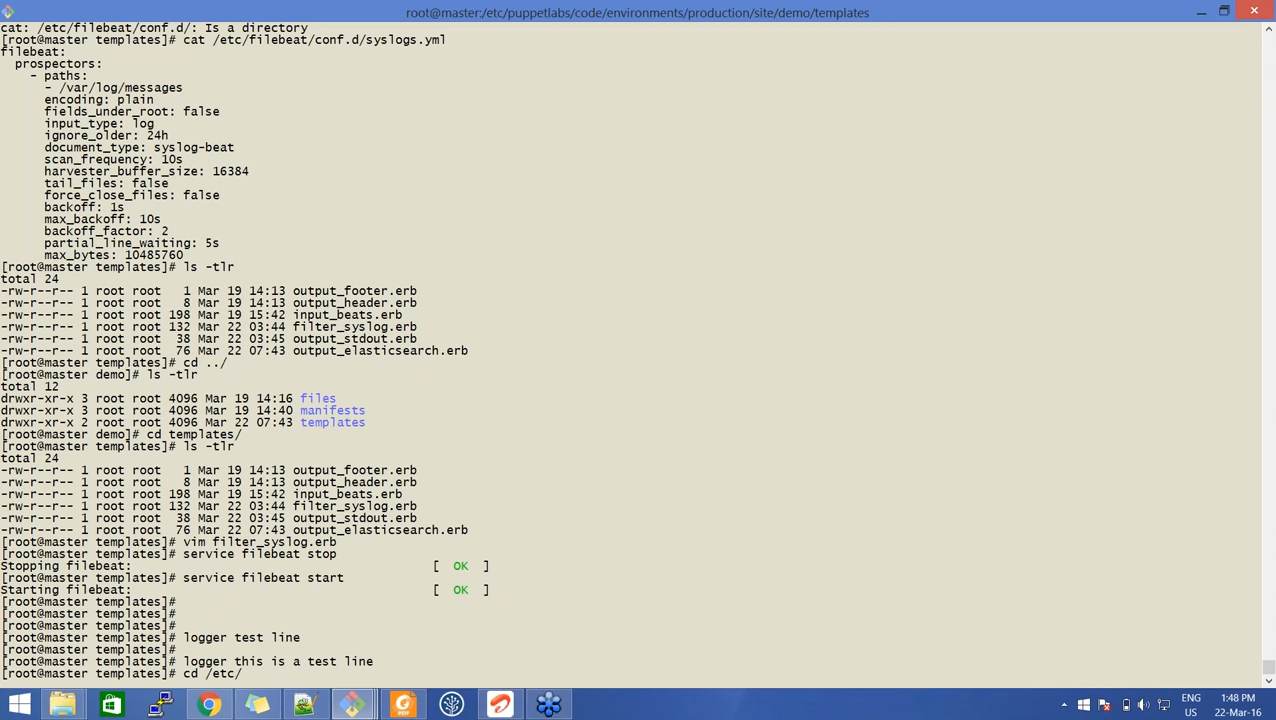 root@master:/etc/puppetlabs/code/environments/production/site/demo/templates
cat: /etc/filebeat/conf.d/: Is a directory
[root@master templates]# cat /etc/filebeat/conf.d/syslogs.yml
filebeat:
  prospectors:
    - paths:
      - /var/log/messages
      encoding: plain
      fields_under_root: false
      input_type: log
      ignore_older: 24h
      document_type: syslog-beat
      scan_frequency: 10s
      harvester_buffer_size: 16384
      tail_files: false
      force_close_files: false
      backoff: 1s
      max_backoff: 10s
      backoff_factor: 2
      partial_line_waiting: 5s
      max_bytes: 10485760
[root@master templates]# ls -tlr
total 24
-rw-r--r-- 1 root root   1 Mar 19 14:13 output_footer.erb
-rw-r--r-- 1 root root   8 Mar 19 14:13 output_header.erb
-rw-r--r-- 1 root root 198 Mar 19 15:42 input_beats.erb
-rw-r--r-- 1 root root 132 Mar 22 03:44 filter_syslog.erb
-rw-r--r-- 1 root root  38 Mar 22 03:45 output_stdout.erb
-rw-r--r-- 1 root root  76 Mar 22 07:43 output_elasticsearch.erb
[root@master templates]# cd ../
[root@master demo]# ls -tlr
total 12
drwxr-xr-x 3 root root 4096 Mar 19 14:16 files
drwxr-xr-x 3 root root 4096 Mar 19 14:40 manifests
drwxr-xr-x 2 root root 4096 Mar 22 07:43 templates
[root@master demo]# cd templates/
[root@master templates]# ls -tlr
total 24
-rw-r--r-- 1 root root   1 Mar 19 14:13 output_footer.erb
-rw-r--r-- 1 root root   8 Mar 19 14:13 output_header.erb
-rw-r--r-- 1 root root 198 Mar 19 15:42 input_beats.erb
-rw-r--r-- 1 root root 132 Mar 22 03:44 filter_syslog.erb
-rw-r--r-- 1 root root  38 Mar 22 03:45 output_stdout.erb
-rw-r--r-- 1 root root  76 Mar 22 07:43 output_elasticsearch.erb
[root@master templates]# vim filter_syslog.erb
[root@master templates]# service filebeat stop
Stopping filebeat:                                         [  OK  ]
[root@master templates]# service filebeat start
Starting filebeat:                                         [  OK  ]
[root@master templates]#
[root@master templates]#
[root@master templates]#
[root@master templates]# logger test line
[root@master templates]#
[root@master templates]# logger this is a test line
[root@master templates]# cd /etc/
PDF
ENG
US
1:48 PM
22-Mar-16